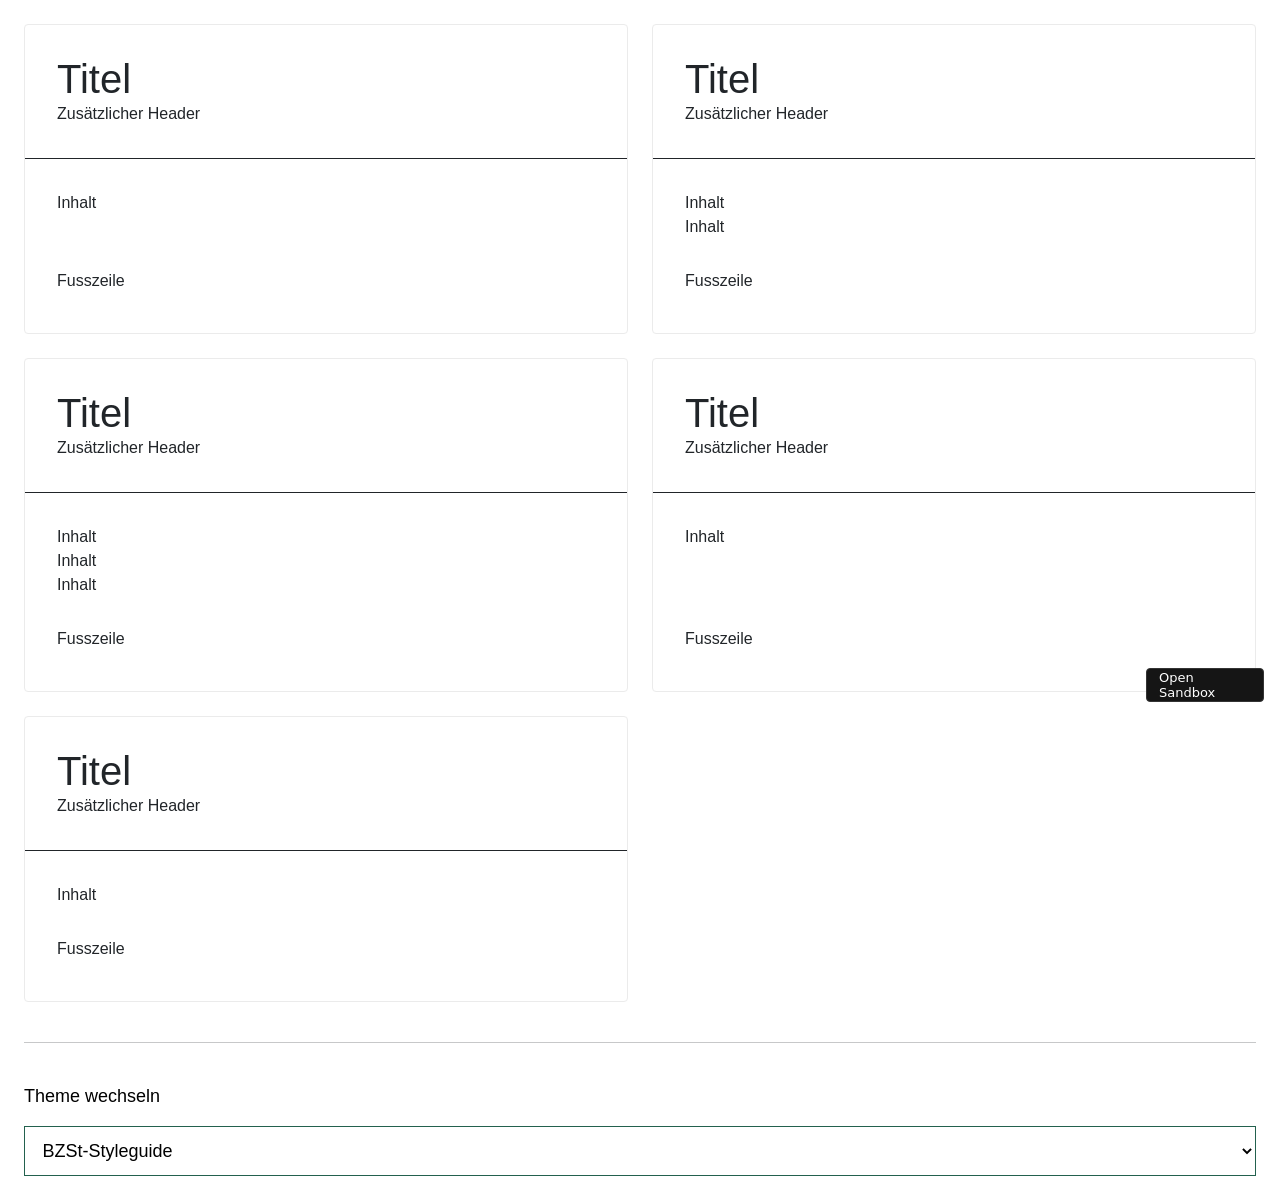 Titel
Zusätzlicher Header
Inhalt
Fusszeile
Titel
Zusätzlicher Header
Inhalt
Inhalt
Fusszeile
Titel
Zusätzlicher Header
Inhalt
Inhalt
Inhalt
Fusszeile
Titel
Zusätzlicher Header
Inhalt
Fusszeile
Open
Sandbox
Titel
Zusätzlicher Header
Inhalt
Fusszeile
Theme wechseln
BZSt-Styleguide